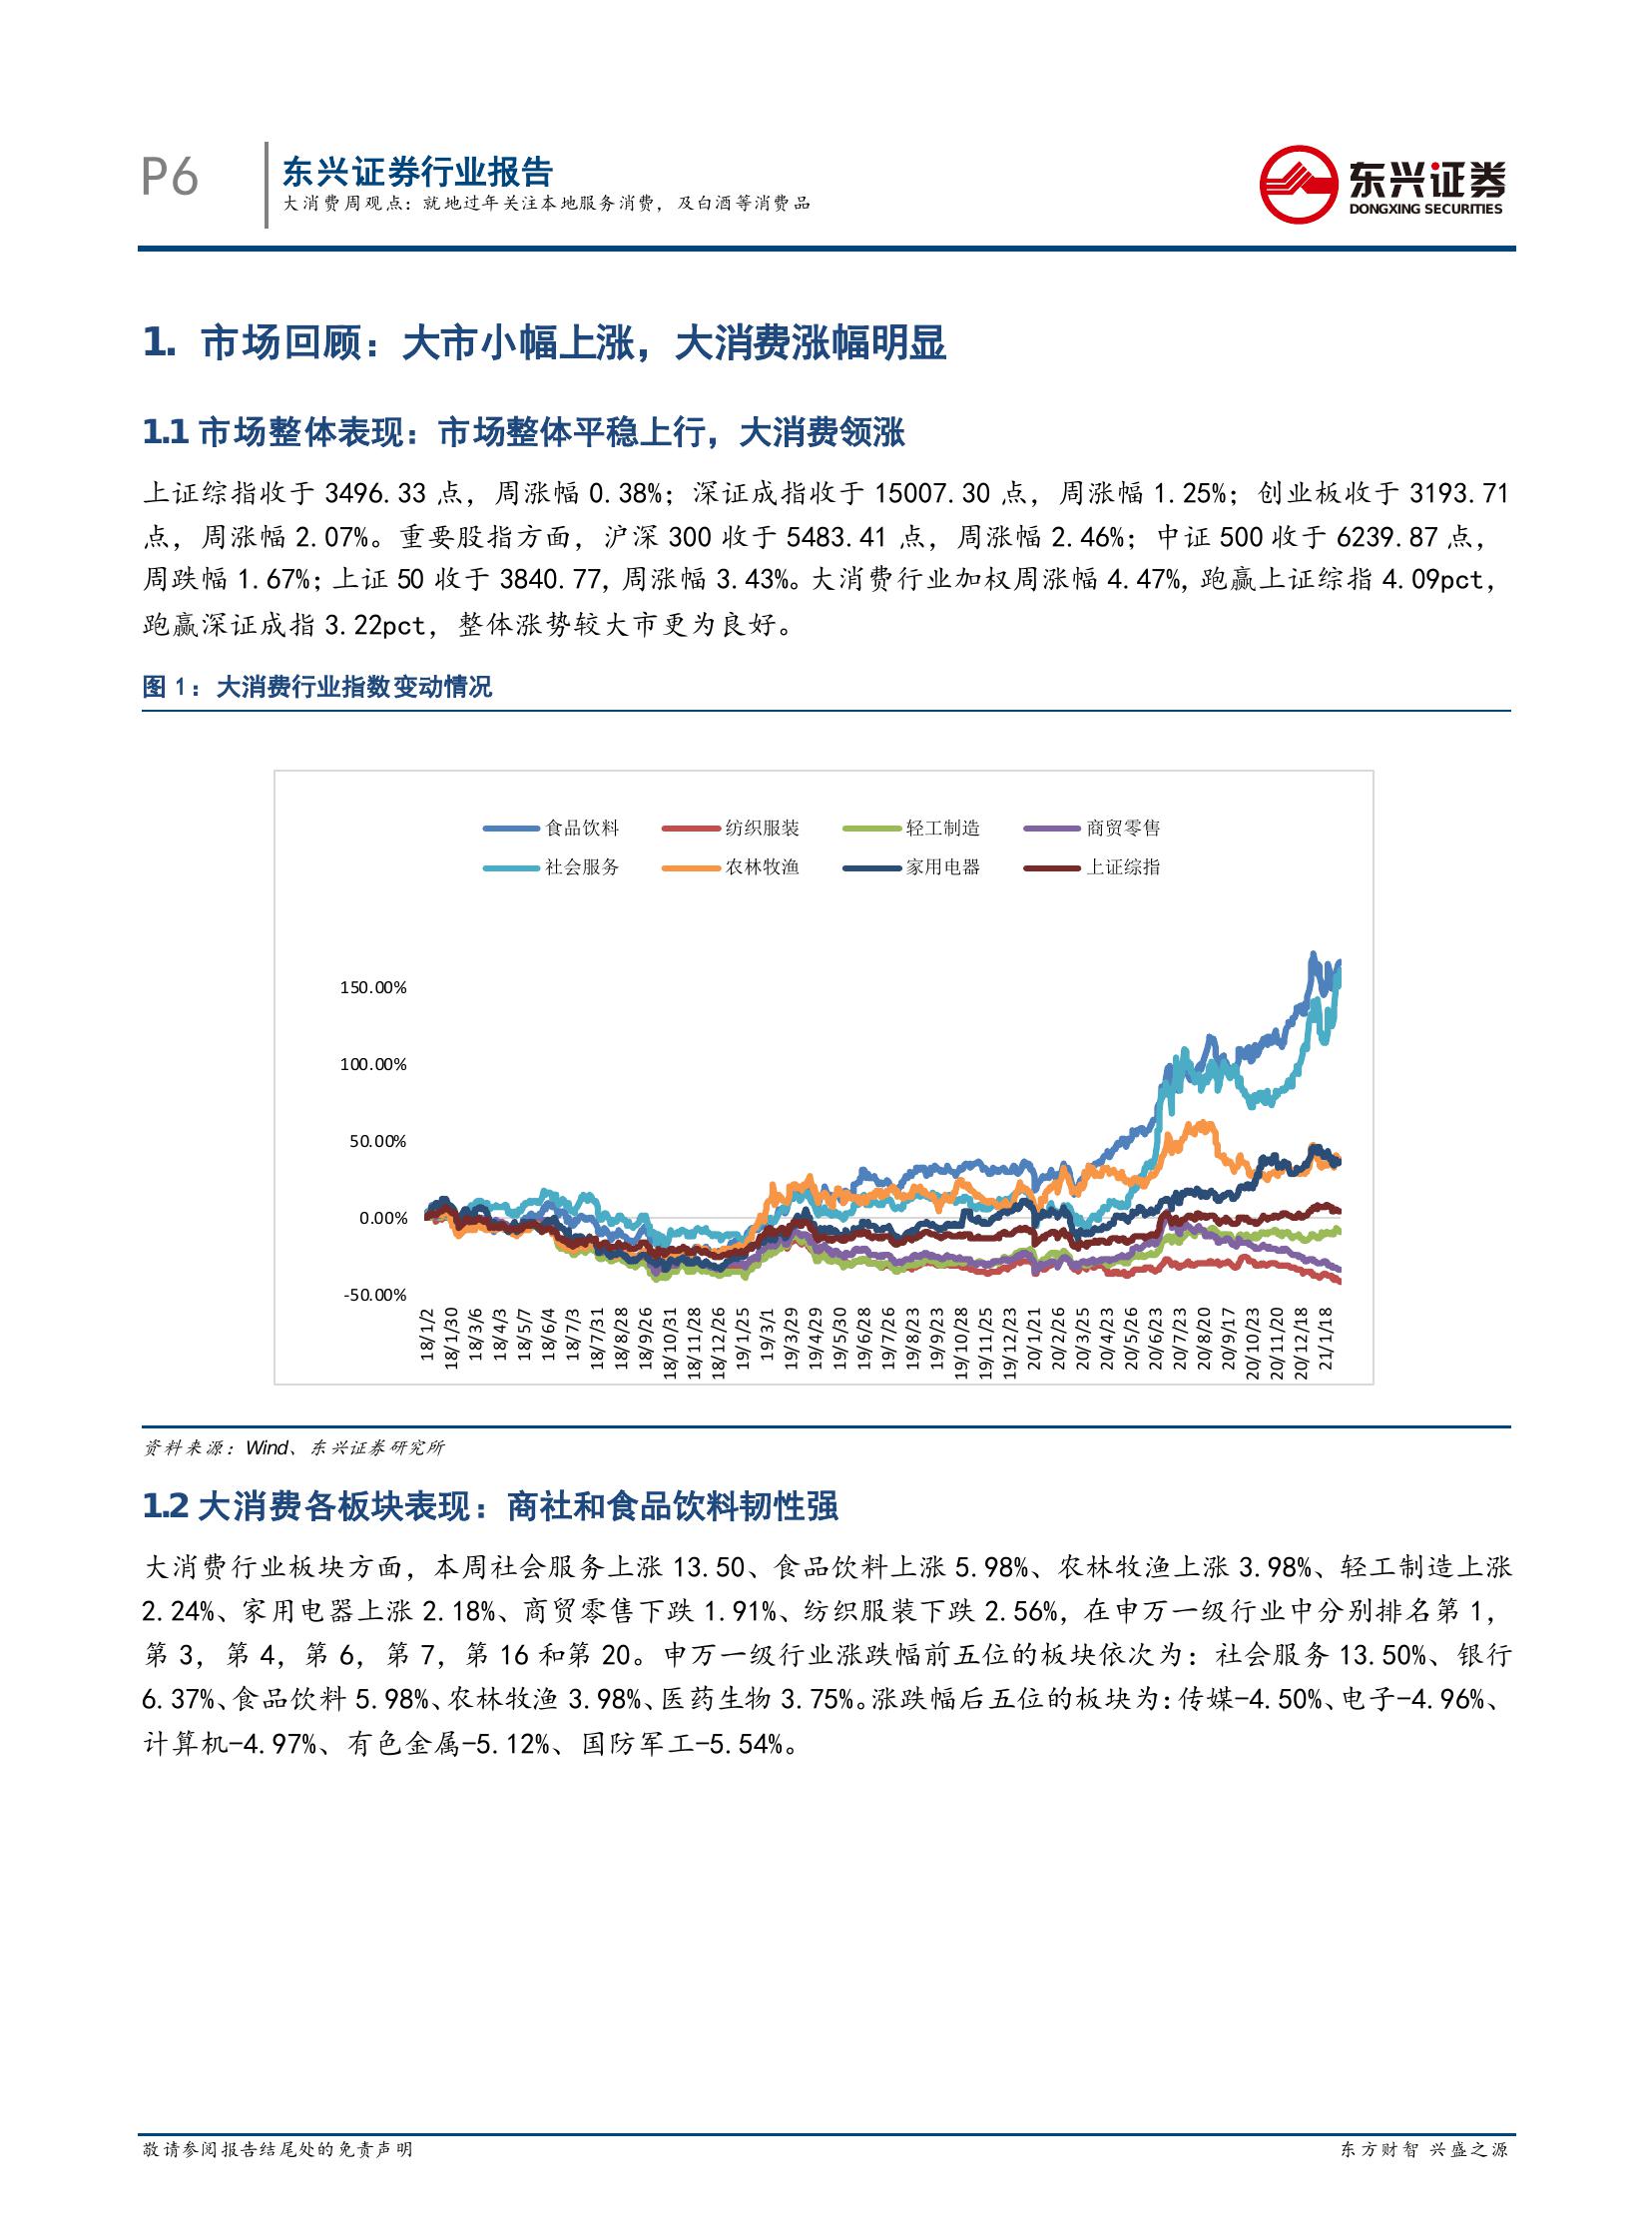 P6
东兴证券行业报告
大消费周观点：就地过年关注本地服务消费，及白酒等消费品
东兴证券
DONGXING SECURITIES
1. 市场回顾：大市小幅上涨，大消费涨幅明显
1.1 市场整体表现：市场整体平稳上行，大消费领涨
上证综指收于 3496.33 点，周涨幅 0.38%；深证成指收于 15007.30 点，周涨幅 1.25%；创业板收于 3193.71
点，周涨幅 2.07%。重要股指方面，沪深 300 收于 5483.41 点，周涨幅 2.46%；中证 500 收于 6239.87 点，
周跌幅 1.67%；上证 50 收于 3840.77，周涨幅 3.43%。大消费行业加权周涨幅 4.47%，跑赢上证综指 4.09pct，
跑赢深证成指 3.22pct，整体涨势较大市更为良好。
图 1：大消费行业指数变动情况
食品饮料 纺织服装 轻工制造 商贸零售
社会服务 农林牧渔 家用电器 上证综指
150.00%
100.00%
50.00%
0.00%
-50.00%
18/1/2 18/1/30 18/3/6 18/4/3 18/5/7 18/6/4 18/7/3 18/7/31 18/8/28 18/9/26 18/10/31 18/11/28 18/12/26 19/1/25 19/3/1 19/3/29 19/4/29 19/5/30 19/6/28 19/7/26 19/8/23 19/9/23 19/10/28 19/11/25 19/12/23 20/1/21 20/2/26 20/3/25 20/4/23 20/5/26 20/6/23 20/7/23 20/8/20 20/9/17 20/10/23 20/11/20 20/12/18 21/1/18
资料来源：Wind、东兴证券研究所
1.2 大消费各板块表现：商社和食品饮料韧性强
大消费行业板块方面，本周社会服务上涨 13.50、食品饮料上涨 5.98%、农林牧渔上涨 3.98%、轻工制造上涨
2.24%、家用电器上涨 2.18%、商贸零售下跌 1.91%、纺织服装下跌 2.56%，在申万一级行业中分别排名第 1，
第 3，第 4，第 6，第 7，第 16 和第 20。申万一级行业涨跌幅前五位的板块依次为：社会服务 13.50%、银行
6.37%、食品饮料 5.98%、农林牧渔 3.98%、医药生物 3.75%。涨跌幅后五位的板块为：传媒-4.50%、电子-4.96%、
计算机-4.97%、有色金属-5.12%、国防军工-5.54%。
敬请参阅报告结尾处的免责声明
东方财智 兴盛之源